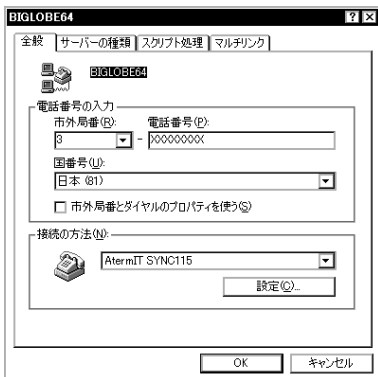 BIGLOBE64
全般 サーバーの種類 スクリプト処理 マルチリンク
BIGLOBE64
電話番号の入力
市外局番(R): 電話番号(P):
3 - XXXXXXXX
国番号(U):
日本 (81)
市外局番とダイヤルのプロパティを使う(S)
接続の方法(N):
AtermIT SYNC115
設定(C)...
OK キャンセル